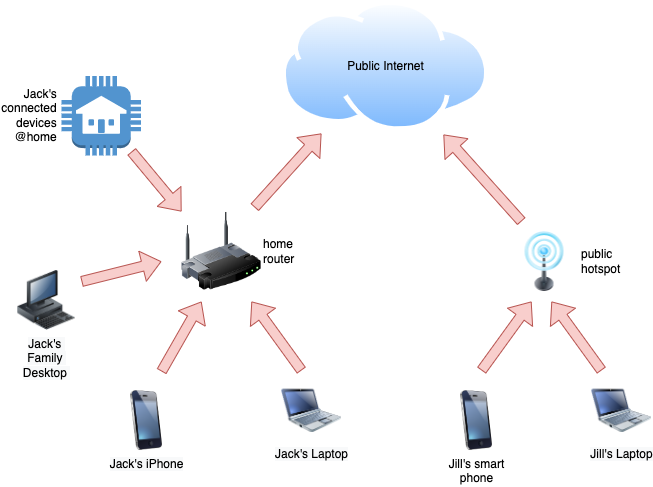 Public Internet
Jack's
connected
devices
@home
home
router
public
hotspot
Jack's
Family
Desktop
Jack's iPhone
Jack's Laptop
Jill's smart
phone
Jill's Laptop